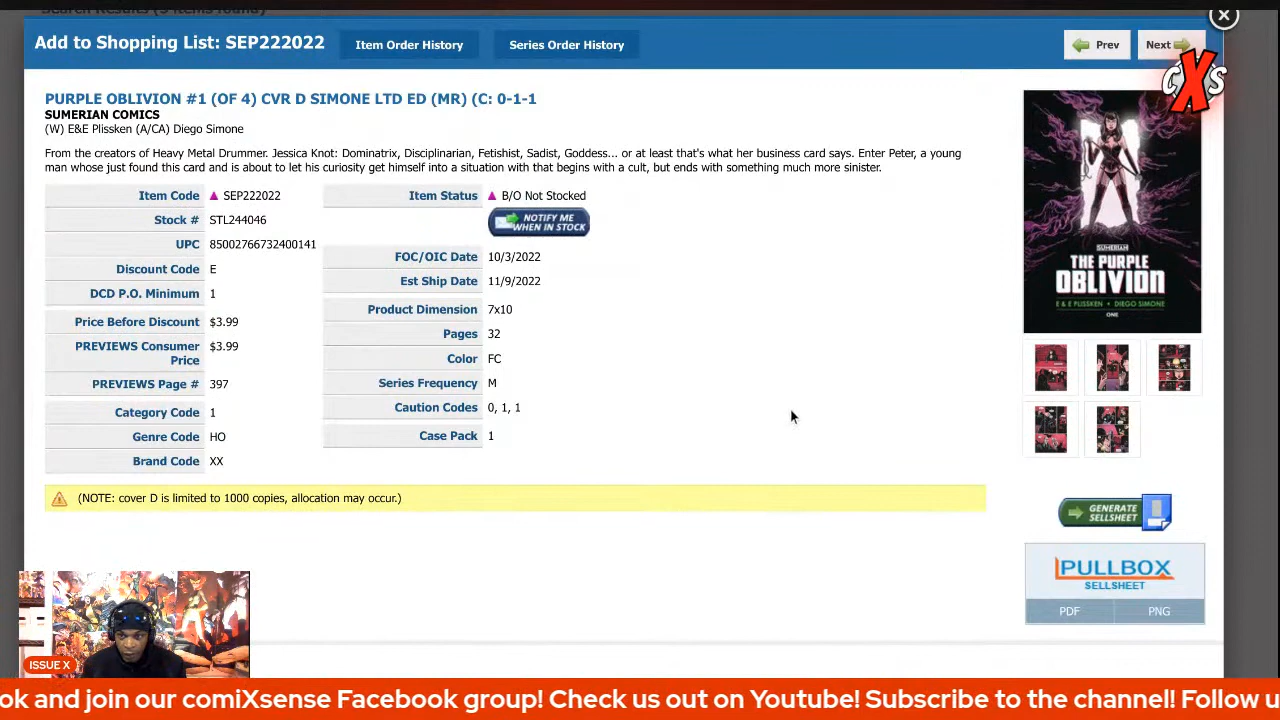 Add to Shopping List: SEP222022
Item Order History
Series Order History
Prev
Next
cXs
PURPLE OBLIVION #1 (OF 4) CVR D SIMONE LTD ED (MR) (C: 0-1-1
SUMERIAN COMICS
(W) E&E Plissken (A/CA) Diego Simone
From the creators of Heavy Metal Drummer. Jessica Knot: Dominatrix, Disciplinarian, Fetishist, Sadist, Goddess... or at least that's what her business card says. Enter Peter, a young
man whose just found this card and is about to let his curiosity get himself into a situation with that begins with a cult, but ends with something much more sinister.
Item Code SEP222022
Stock # STL244046
UPC 85002766732400141
Discount Code E
DCD P.O. Minimum 1
Price Before Discount $3.99
PREVIEWS Consumer
Price $3.99
PREVIEWS Page # 397
Category Code 1
Genre Code HO
Brand Code XX
Item Status B/O Not Stocked
NOTIFY ME
WHEN IN STOCK
FOC/OIC Date 10/3/2022
Est Ship Date 11/9/2022
Product Dimension 7x10
Pages 32
Color FC
Series Frequency M
Caution Codes 0, 1, 1
Case Pack 1
(NOTE: cover D is limited to 1000 copies, allocation may occur.)
SUMERIAN
THE PURPLE
OBLIVION
E & E PLISSKEN • DIEGO SIMONE
ONE
GENERATE
SELLSHEET
PULLBOX
SELLSHEET
PDF
PNG
ISSUE X
ok and join our comiXsense Facebook group! Check us out on Youtube! Subscribe to the channel! Follow u